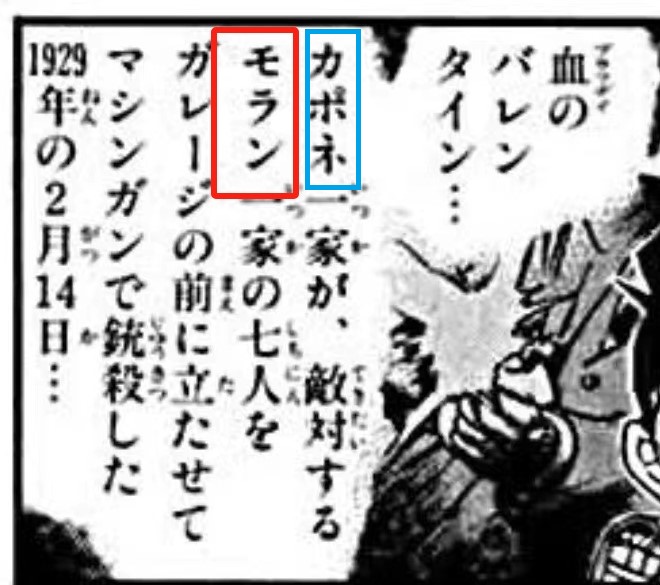 血の
バレン
タイン…
カポネ一家が、敵対する
モラン一家の七人を
ガレージの前に立たせて
マシンガンで銃殺した
1929年の2月14日…